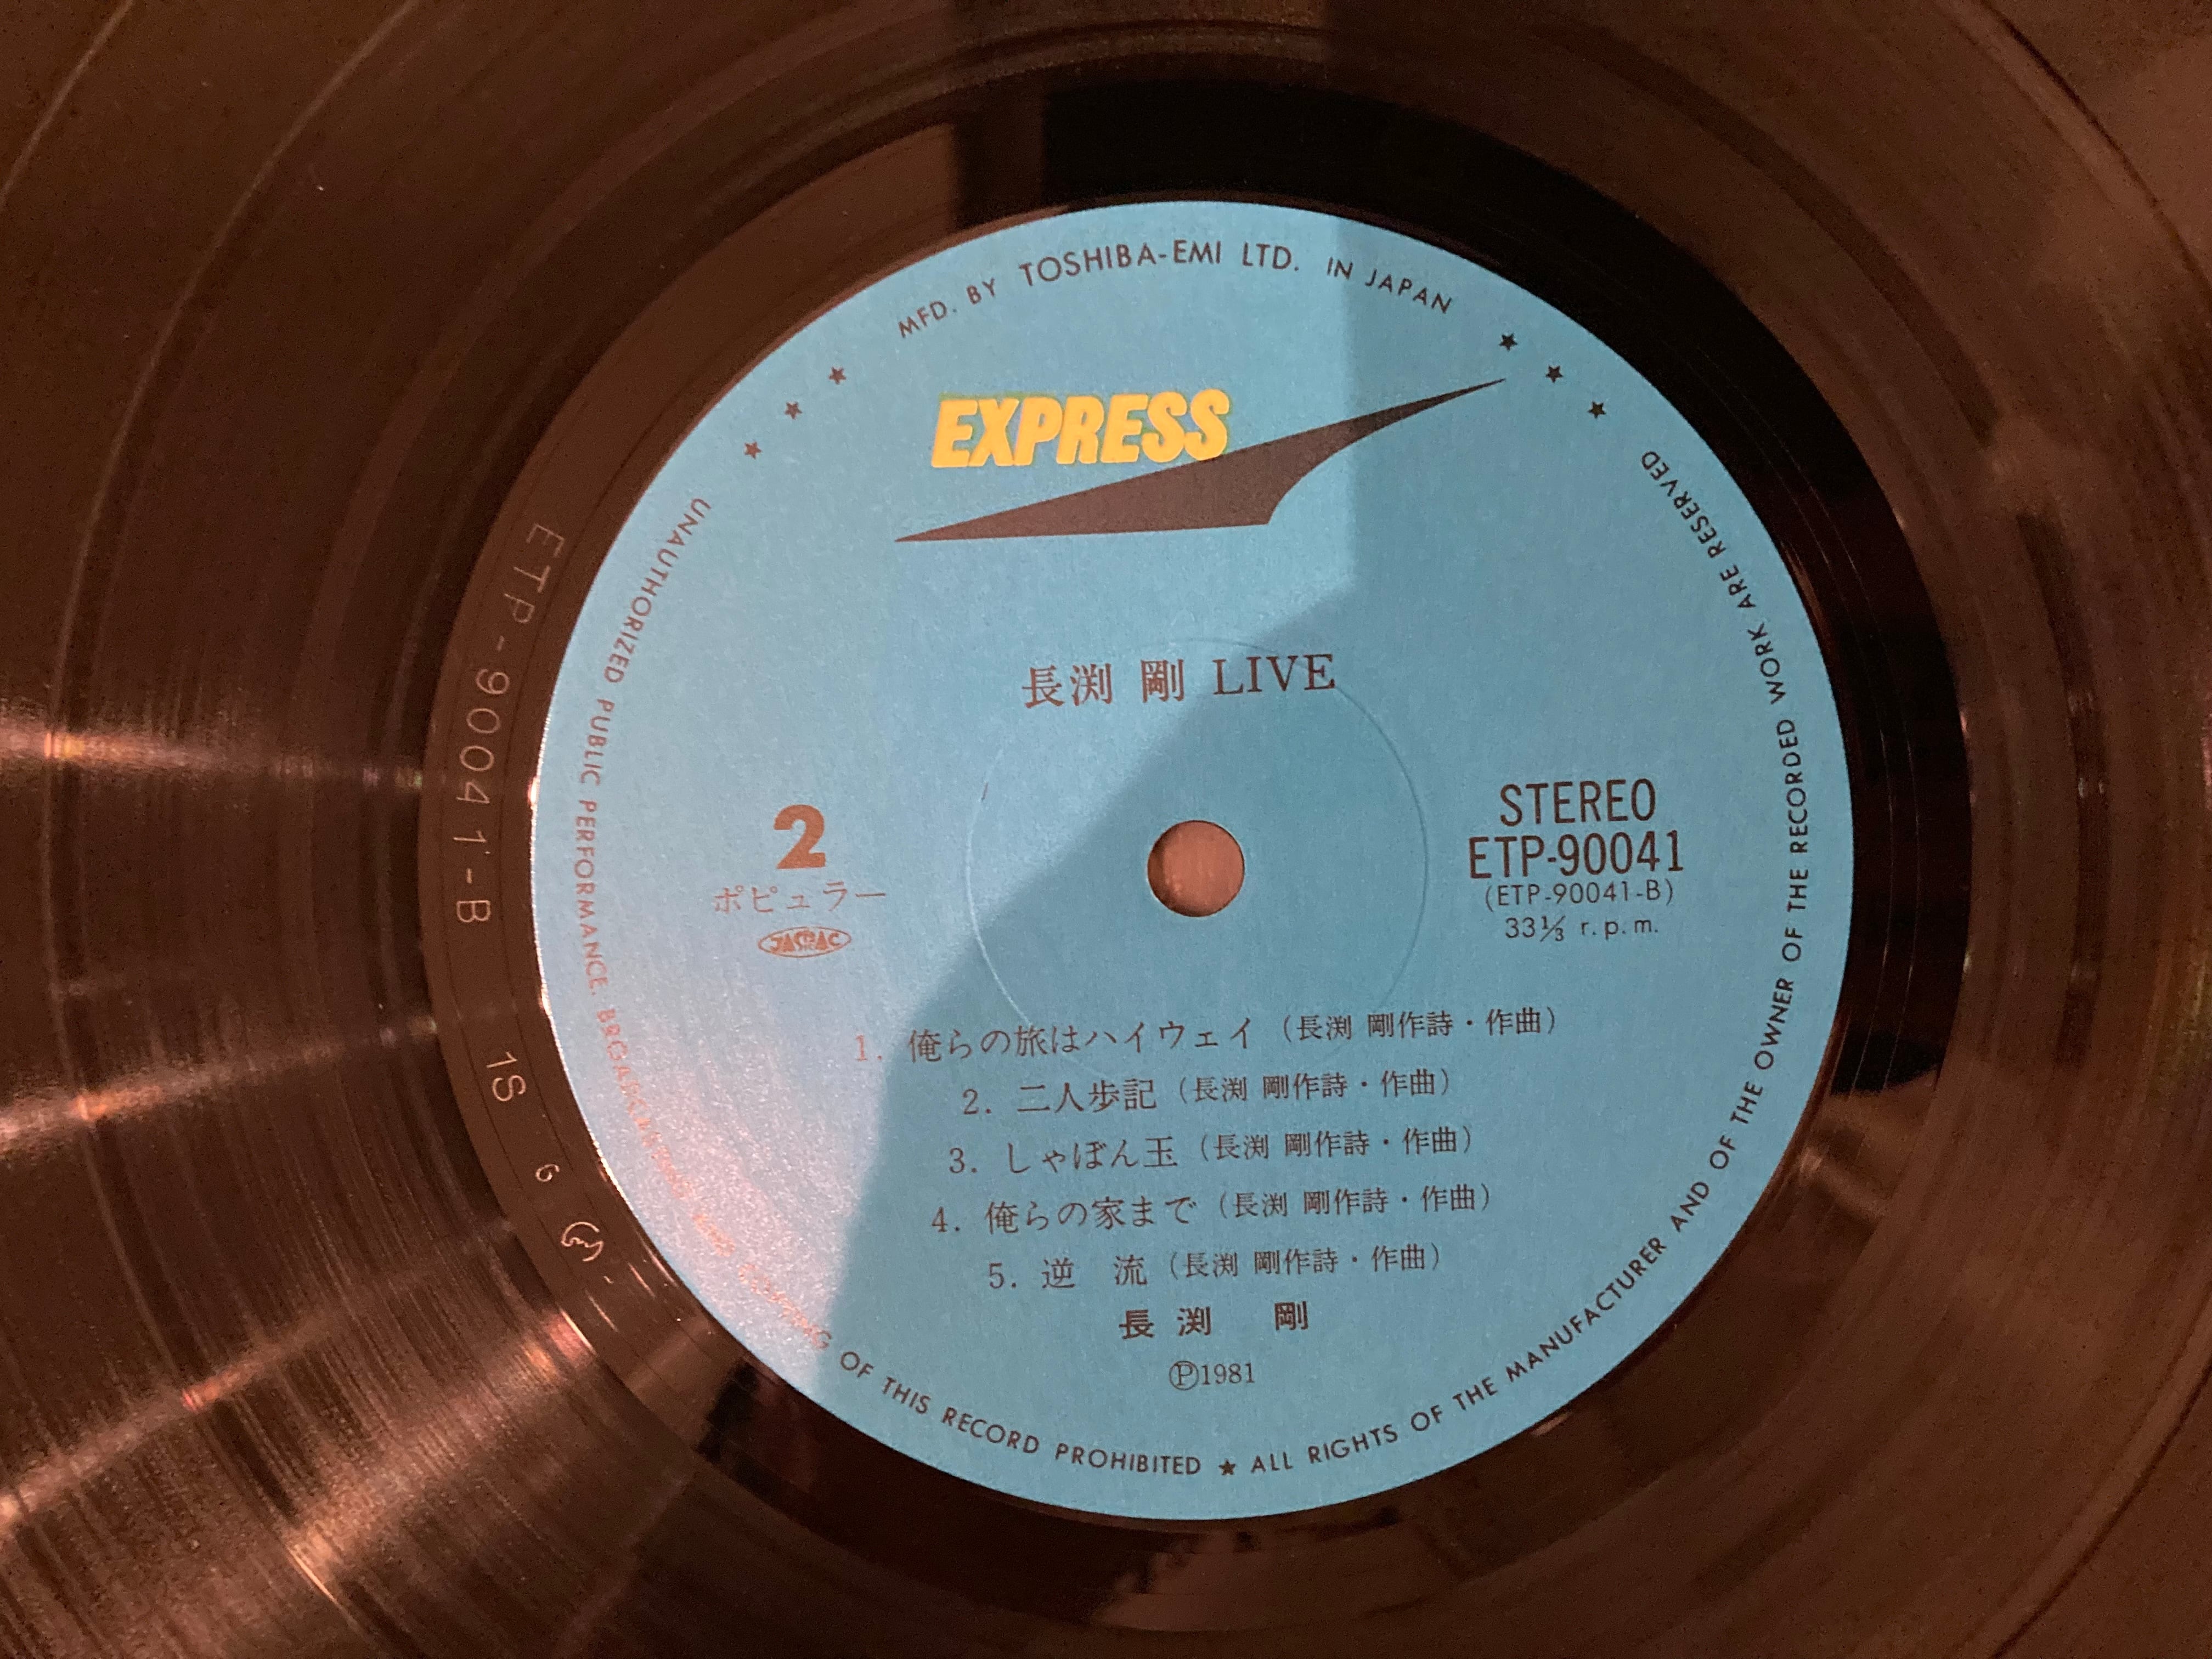 MFD. BY TOSHIBA-EMI LTD. IN JAPAN
EXPRESS
長渕 剛 LIVE
2
ポピュラー
JASRAC
STEREO
ETP-90041
(ETP-90041-B)
33⅓ r.p.m.
1. 俺らの旅はハイウェイ（長渕 剛作詩・作曲）
2. 二人歩記（長渕 剛作詩・作曲）
3. しゃぼん玉（長渕 剛作詩・作曲）
4. 俺らの家まで（長渕 剛作詩・作曲）
5. 逆　流（長渕 剛作詩・作曲）
長 渕　剛
Ⓟ1981
UNAUTHORIZED PUBLIC PERFORMANCE. BROADCASTING AND COPYING OF THIS RECORD PROHIBITED ★ ALL RIGHTS OF THE MANUFACTURER AND OF THE OWNER OF THE RECORDED WORK ARE RESERVED
ETP-90041-B
1S